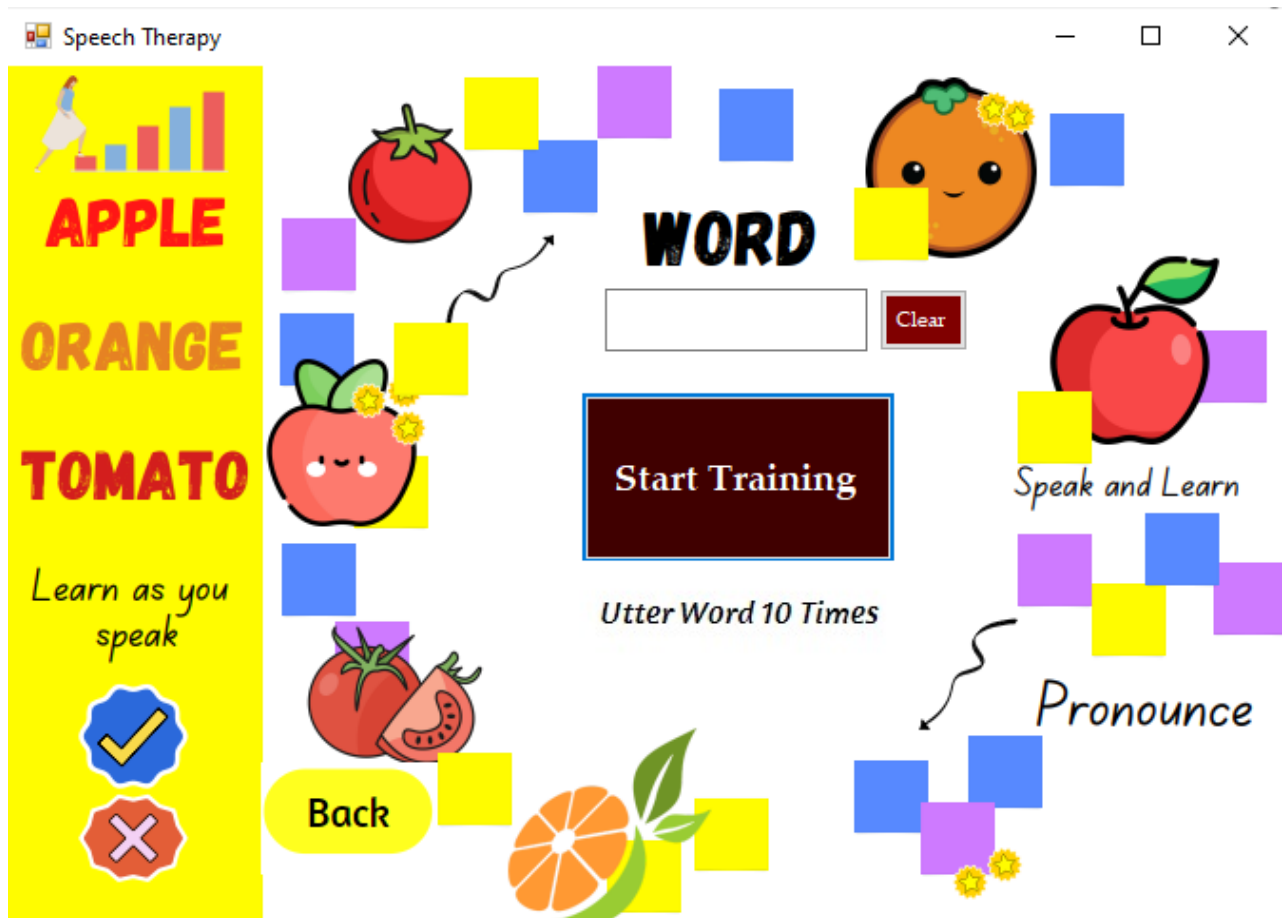 Speech Therapy
APPLE
ORANGE
TOMATO
Learn as you
speak
Back
WORD
Clear
Start Training
Utter Word 10 Times
Speak and Learn
Pronounce